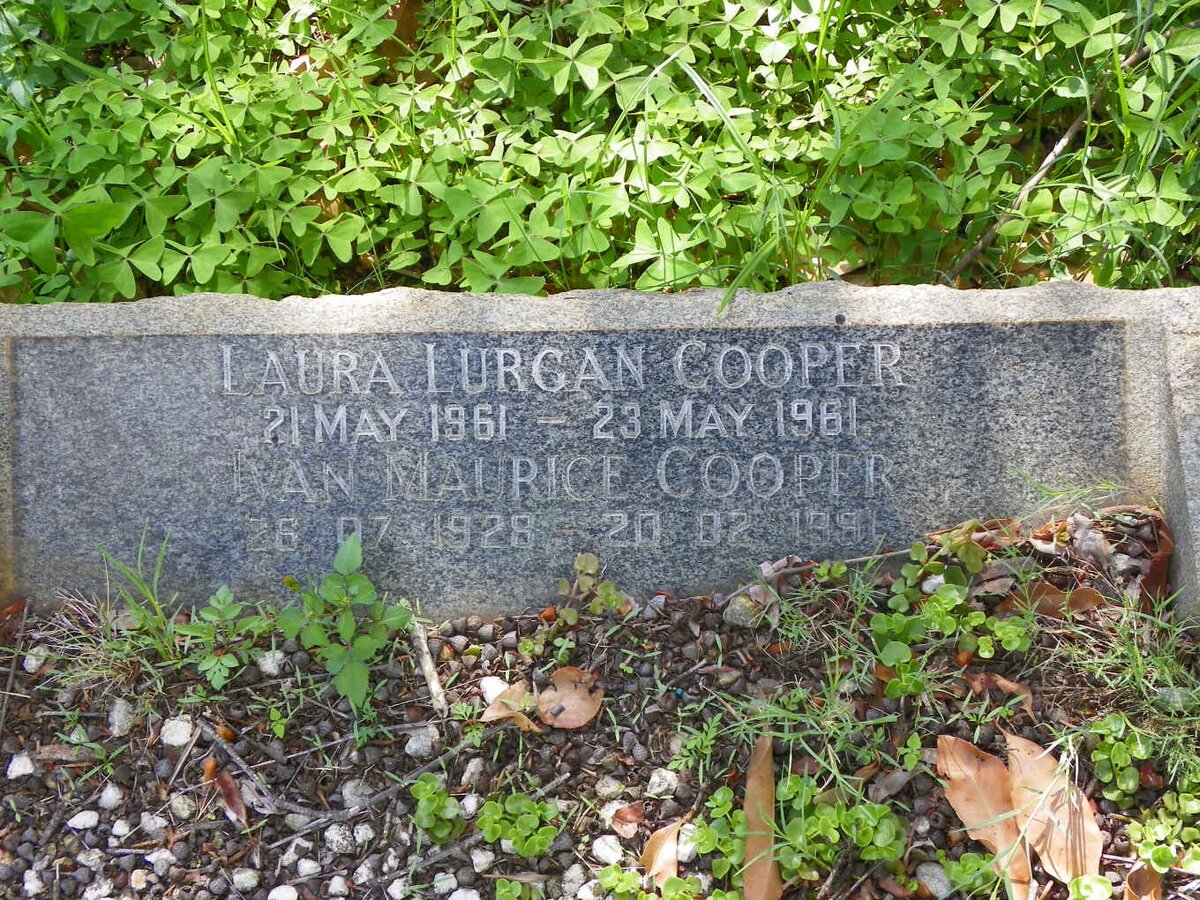 LAURA LURGAN COOPER
21 MAY 1961 – 23 MAY 1961
IVAN MAURICE COOPER
26 07 1928 – 20 02 1991